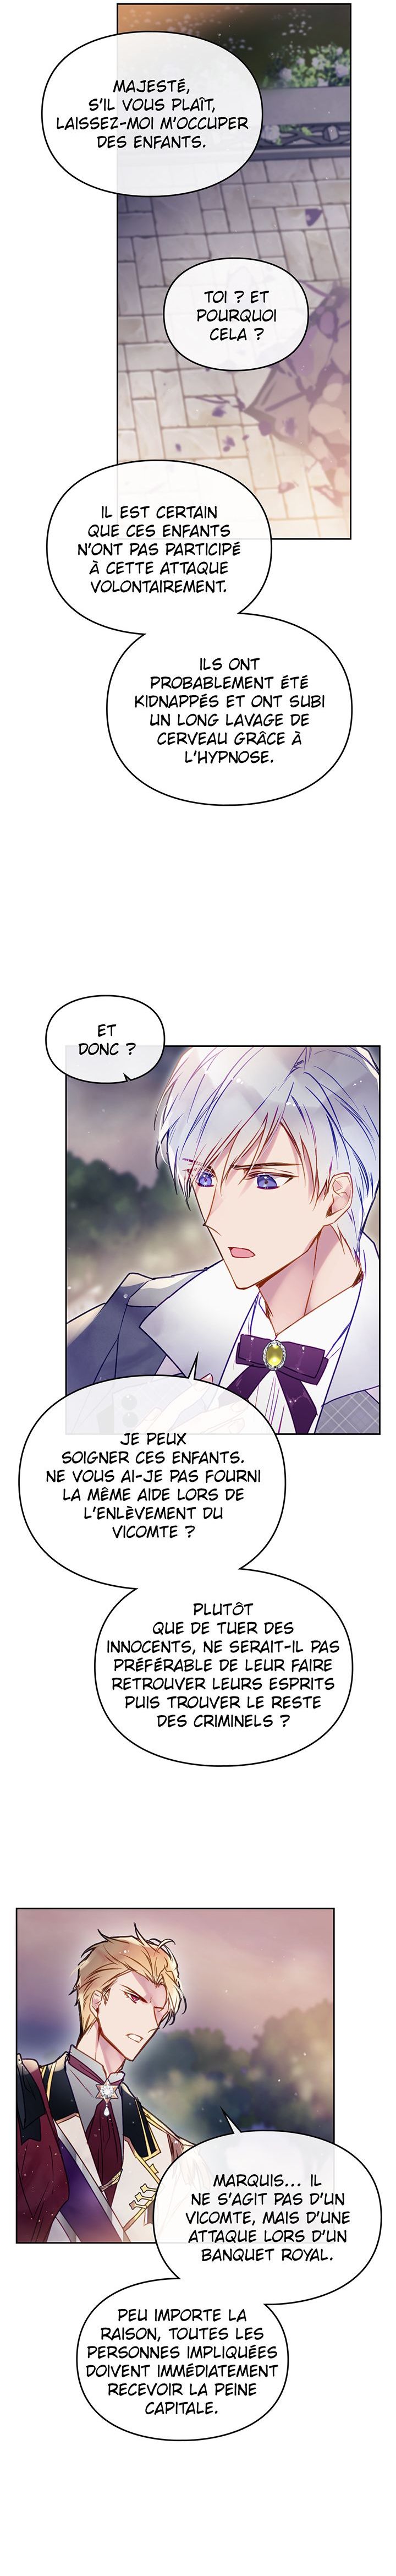 MAJESTÉ,
S'IL VOUS PLAÎT,
LAISSEZ-MOI M'OCCUPER
DES ENFANTS.
TOI ? ET
POURQUOI
CELA ?
IL EST CERTAIN
QUE CES ENFANTS
N'ONT PAS PARTICIPÉ
À CETTE ATTAQUE
VOLONTAIREMENT.
ILS ONT
PROBABLEMENT ÉTÉ
KIDNAPPÉS ET ONT SUBI
UN LONG LAVAGE DE
CERVEAU GRÂCE À
L'HYPNOSE.
ET
DONC ?
JE PEUX
SOIGNER CES ENFANTS.
NE VOUS AI-JE PAS FOURNI
LA MÊME AIDE LORS DE
L'ENLÈVEMENT DU
VICOMTE ?
PLUTÔT
QUE DE TUER DES
INNOCENTS, NE SERAIT-IL PAS
PRÉFÉRABLE DE LEUR FAIRE
RETROUVER LEURS ESPRITS
PUIS TROUVER LE RESTE
DES CRIMINELS ?
MARQUIS... IL
NE S'AGIT PAS D'UN
VICOMTE, MAIS D'UNE
ATTAQUE LORS D'UN
BANQUET ROYAL.
PEU IMPORTE LA
RAISON, TOUTES LES
PERSONNES IMPLIQUÉES
DOIVENT IMMÉDIATEMENT
RECEVOIR LA PEINE
CAPITALE.